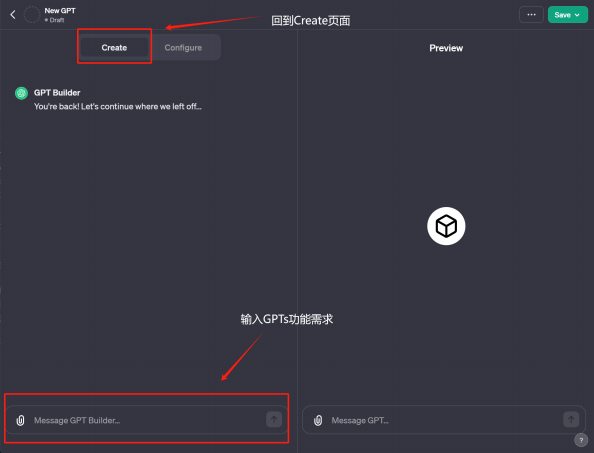 New GPT
Draft
回到Create页面
...
Save
Create
Configure
Preview
GPT Builder
You're back! Let's continue where we left off...
输入GPTs功能需求
Message GPT Builder...
Message GPT...
?